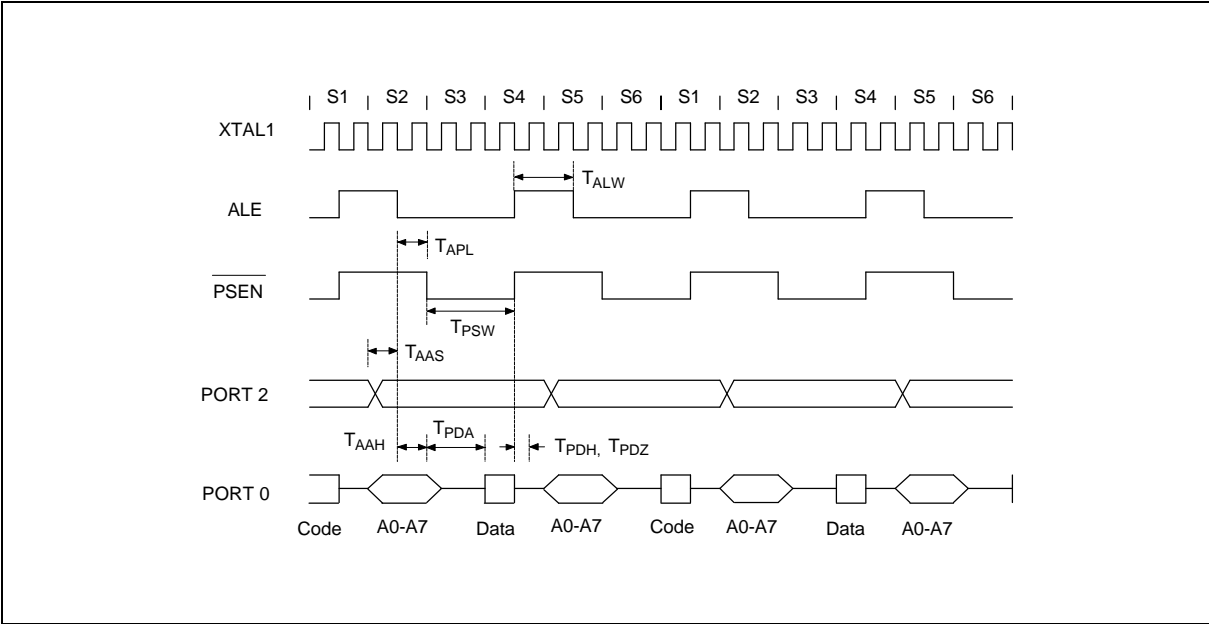 S1 S2 S3 S4 S5 S6 S1 S2 S3 S4 S5 S6
XTAL1
TALW
ALE
TAPL
PSEN
TPSW
TAAS
PORT 2
TAAH TPDA TPDH, TPDZ
PORT 0
Code A0-A7 Data A0-A7 Code A0-A7 Data A0-A7